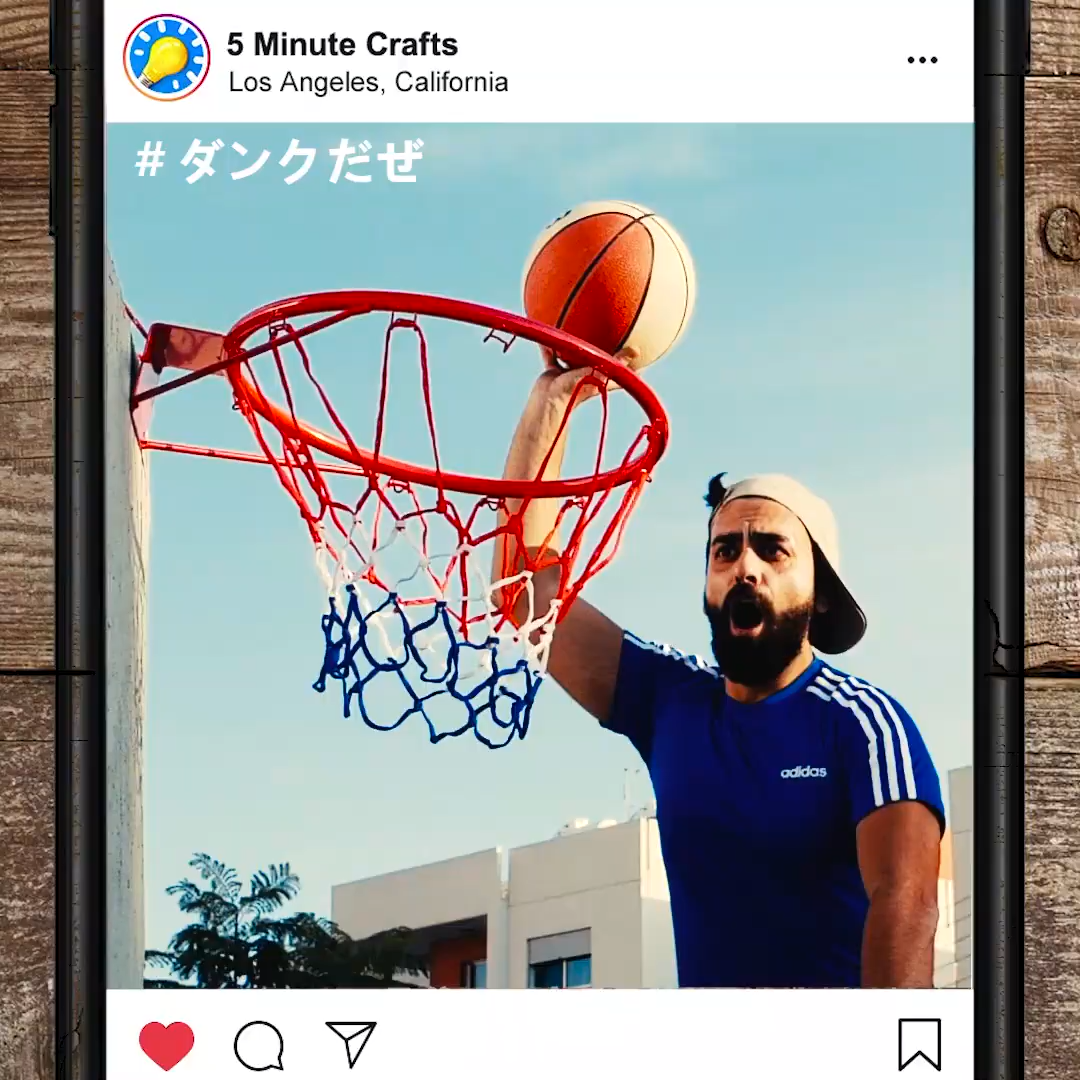 5 Minute Crafts
Los Angeles, California
# ダンクだぜ
adidas